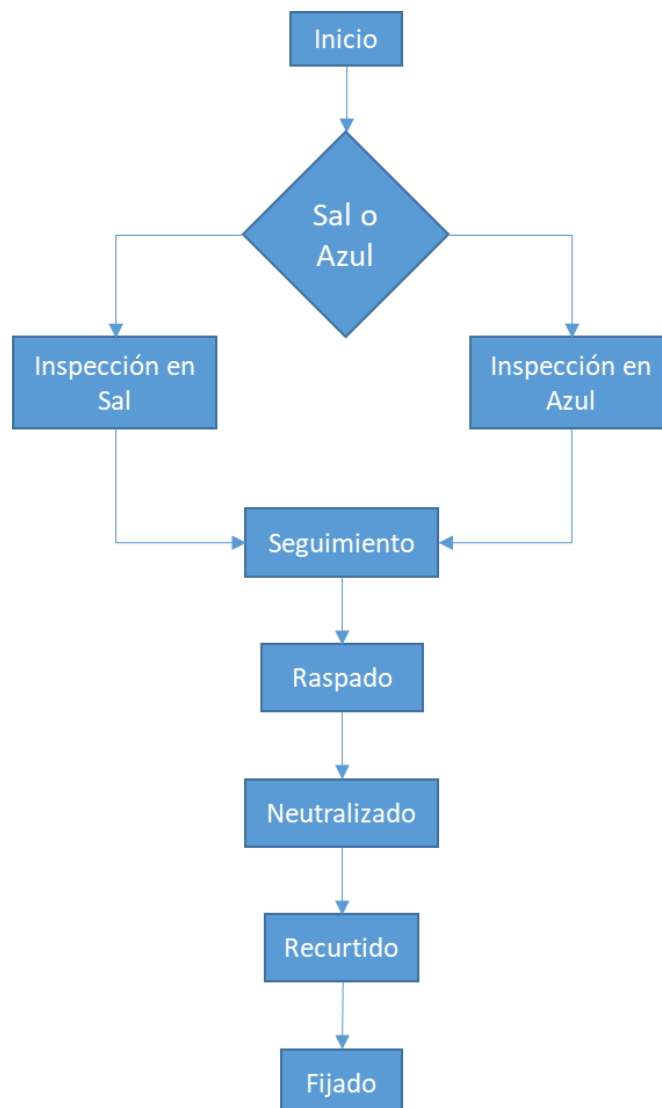 Inicio
Sal o
Azul
Inspección en
Sal
Inspección en
Azul
Seguimiento
Raspado
Neutralizado
Recurtido
Fijado